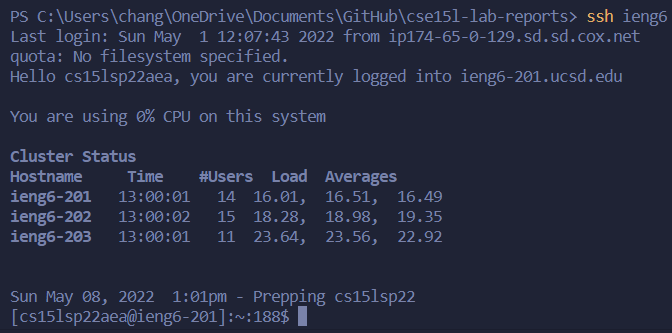 PS C:\Users\chang\OneDrive\Documents\GitHub\cse15l-lab-reports> ssh ieng6
Last login: Sun May  1 12:07:43 2022 from ip174-65-0-129.sd.sd.cox.net
quota: No filesystem specified.
Hello cs15lsp22aea, you are currently logged into ieng6-201.ucsd.edu

You are using 0% CPU on this system

Cluster Status
Hostname     Time    #Users  Load  Averages
ieng6-201   13:00:01   14  16.01,  16.51,  16.49
ieng6-202   13:00:02   15  18.28,  18.98,  19.35
ieng6-203   13:00:01   11  23.64,  23.56,  22.92

Sun May 08, 2022  1:01pm - Prepping cs15lsp22
[cs15lsp22aea@ieng6-201]:~:188$